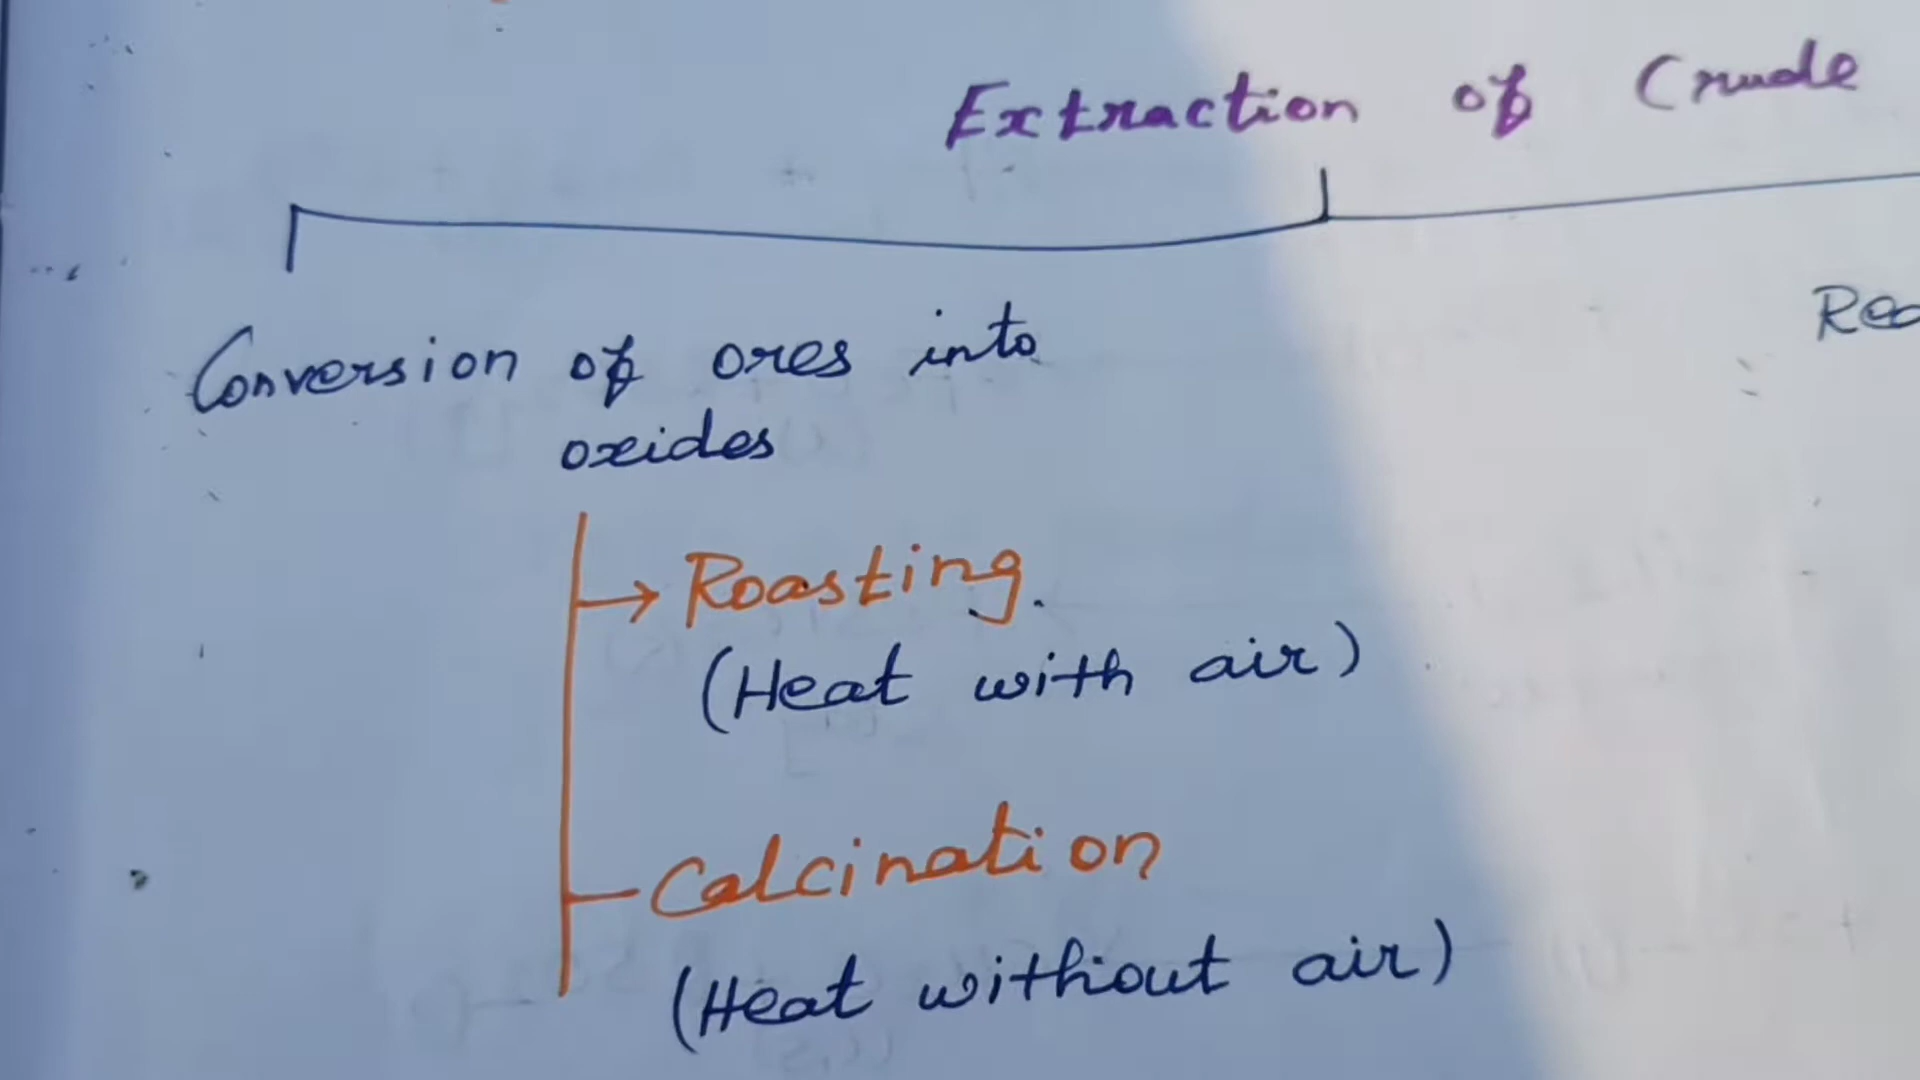 Extraction of Crude
Conversion of ores into
oxides
→ Roasting.
(Heat with air)
Calcination
(Heat without air)